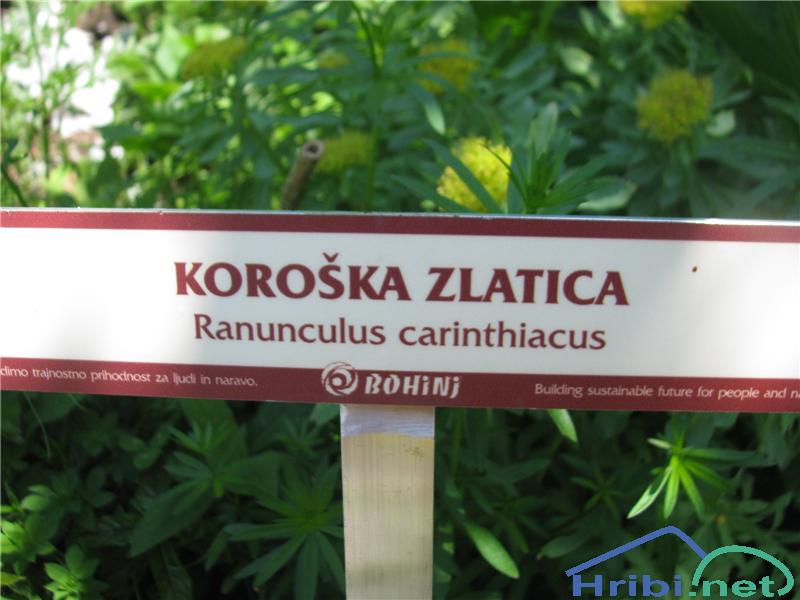 KOROŠKA ZLATICA
Ranunculus carinthiacus
trajnostno prihodnost za ljudi in naravo.
BOHiNj
Building sustainable future for people and
Hribi.net